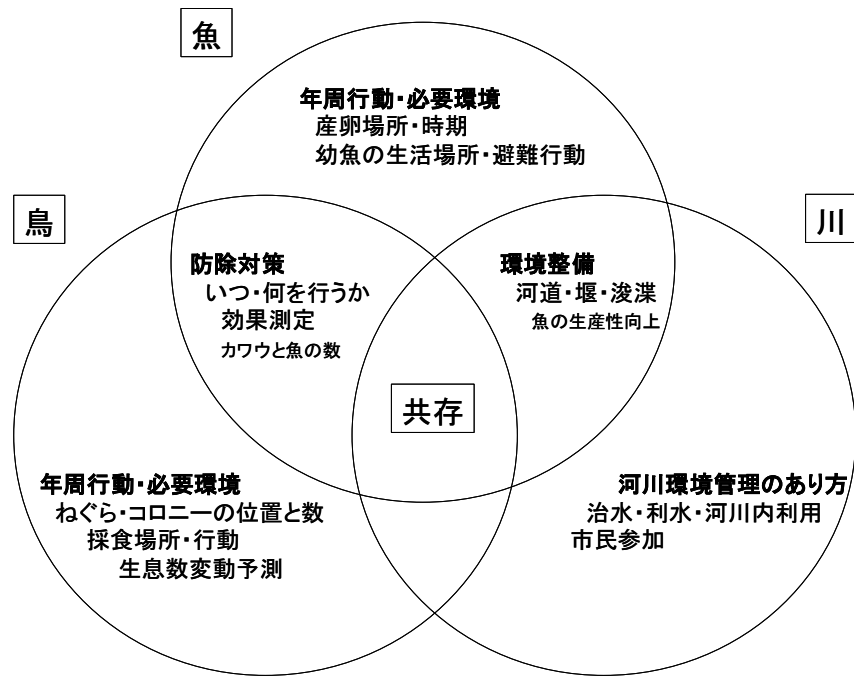 魚
年周行動・必要環境
産卵場所・時期
幼魚の生活場所・避難行動
鳥
川
防除対策
いつ・何を行うか
効果測定
カワウと魚の数
環境整備
河道・堰・浚渫
魚の生産性向上
共存
年周行動・必要環境
ねぐら・コロニーの位置と数
採食場所・行動
生息数変動予測
河川環境管理のあり方
治水・利水・河川内利用
市民参加